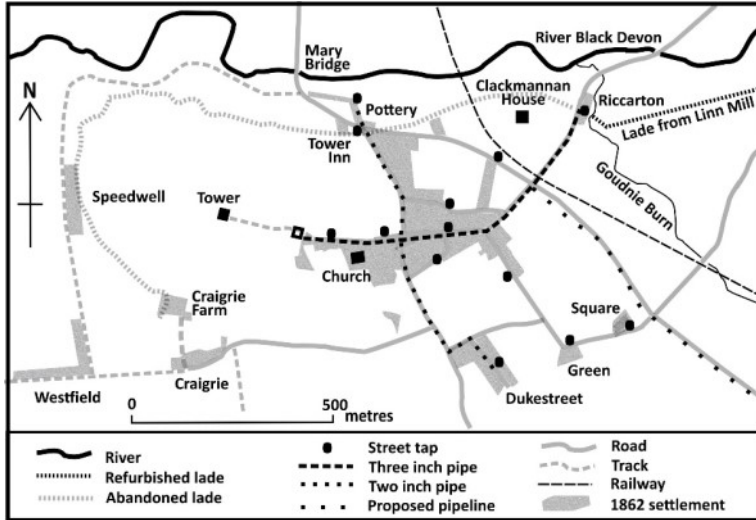 River Black Devon
Mary
Bridge
N
Clackmannan
House
Pottery
Riccarton
Lade from Linn Mill
Tower
Inn
Goudnie Burn
Speedwell
Tower
Church
Craigrie
Farm
Square
Green
Craigrie
Dukestreet
Westfield
0 500
metres
River
Refurbished lade
Abandoned lade
Street tap
Three inch pipe
Two inch pipe
Proposed pipeline
Road
Track
Railway
1862 settlement